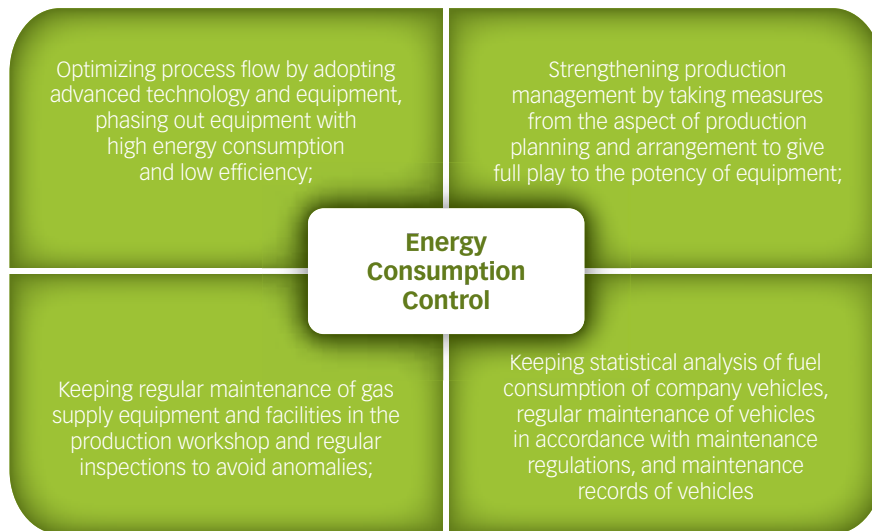 Optimizing process flow by adopting
advanced technology and equipment,
phasing out equipment with
high energy consumption
and low efficiency;
Strengthening production
management by taking measures
from the aspect of production
planning and arrangement to give
full play to the potency of equipment;
Energy
Consumption
Control
Keeping regular maintenance of gas
supply equipment and facilities in the
production workshop and regular
inspections to avoid anomalies;
Keeping statistical analysis of fuel
consumption of company vehicles,
regular maintenance of vehicles
in accordance with maintenance
regulations, and maintenance
records of vehicles